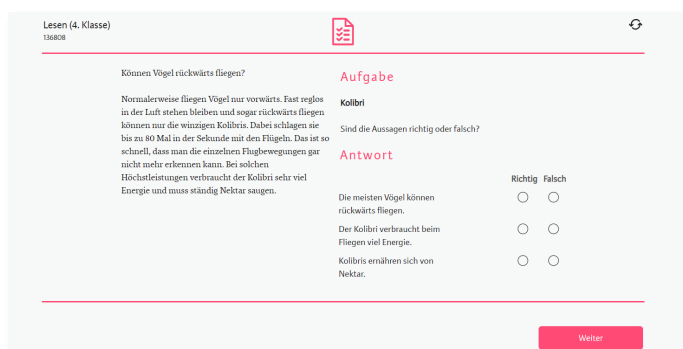 Lesen (4. Klasse)
136808
Können Vögel rückwärts fliegen?
Normalerweise fliegen Vögel nur vorwärts. Fast reglos
in der Luft stehen bleiben und sogar rückwärts fliegen
können nur die winzigen Kolibris. Dabei schlagen sie
bis zu 80 Mal in der Sekunde mit den Flügeln. Das ist so
schnell, dass man die einzelnen Flugbewegungen gar
nicht mehr erkennen kann. Bei solchen
Höchstleistungen verbraucht der Kolibri sehr viel
Energie und muss ständig Nektar saugen.
Aufgabe
Kolibri
Sind die Aussagen richtig oder falsch?
Antwort
Richtig Falsch
Die meisten Vögel können
rückwärts fliegen.
Der Kolibri verbraucht beim
Fliegen viel Energie.
Kolibris ernähren sich von
Nektar.
Weiter